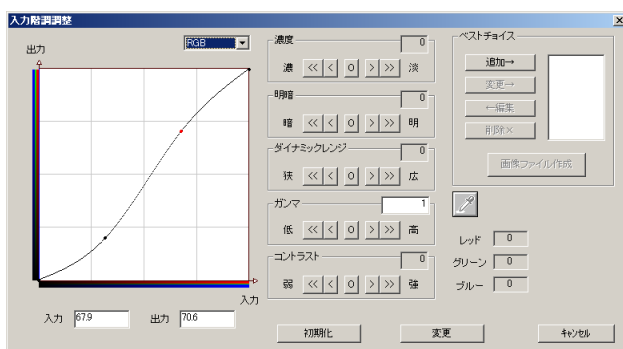 入力階調調整
出力
RGB
入力
入力 67.9 出力 70.6
濃度 0
濃 << < 0 > >> 淡
明暗 0
暗 << < 0 > >> 明
ダイナミックレンジ 0
狭 << < 0 > >> 広
ガンマ 1
低 << < 0 > >> 高
コントラスト 0
弱 << < 0 > >> 強
ベストチョイス
追加→
変更→
←編集
削除×
画像ファイル作成
レッド 0
グリーン 0
ブルー 0
初期化 変更 キャンセル